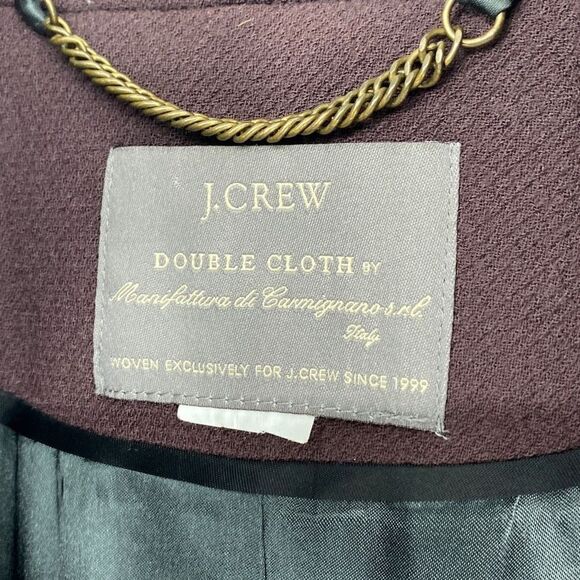 J.CREW
DOUBLE CLOTH BY
Manifattura di Carmignano s.r.l.
Italy
WOVEN EXCLUSIVELY FOR J.CREW SINCE 1999